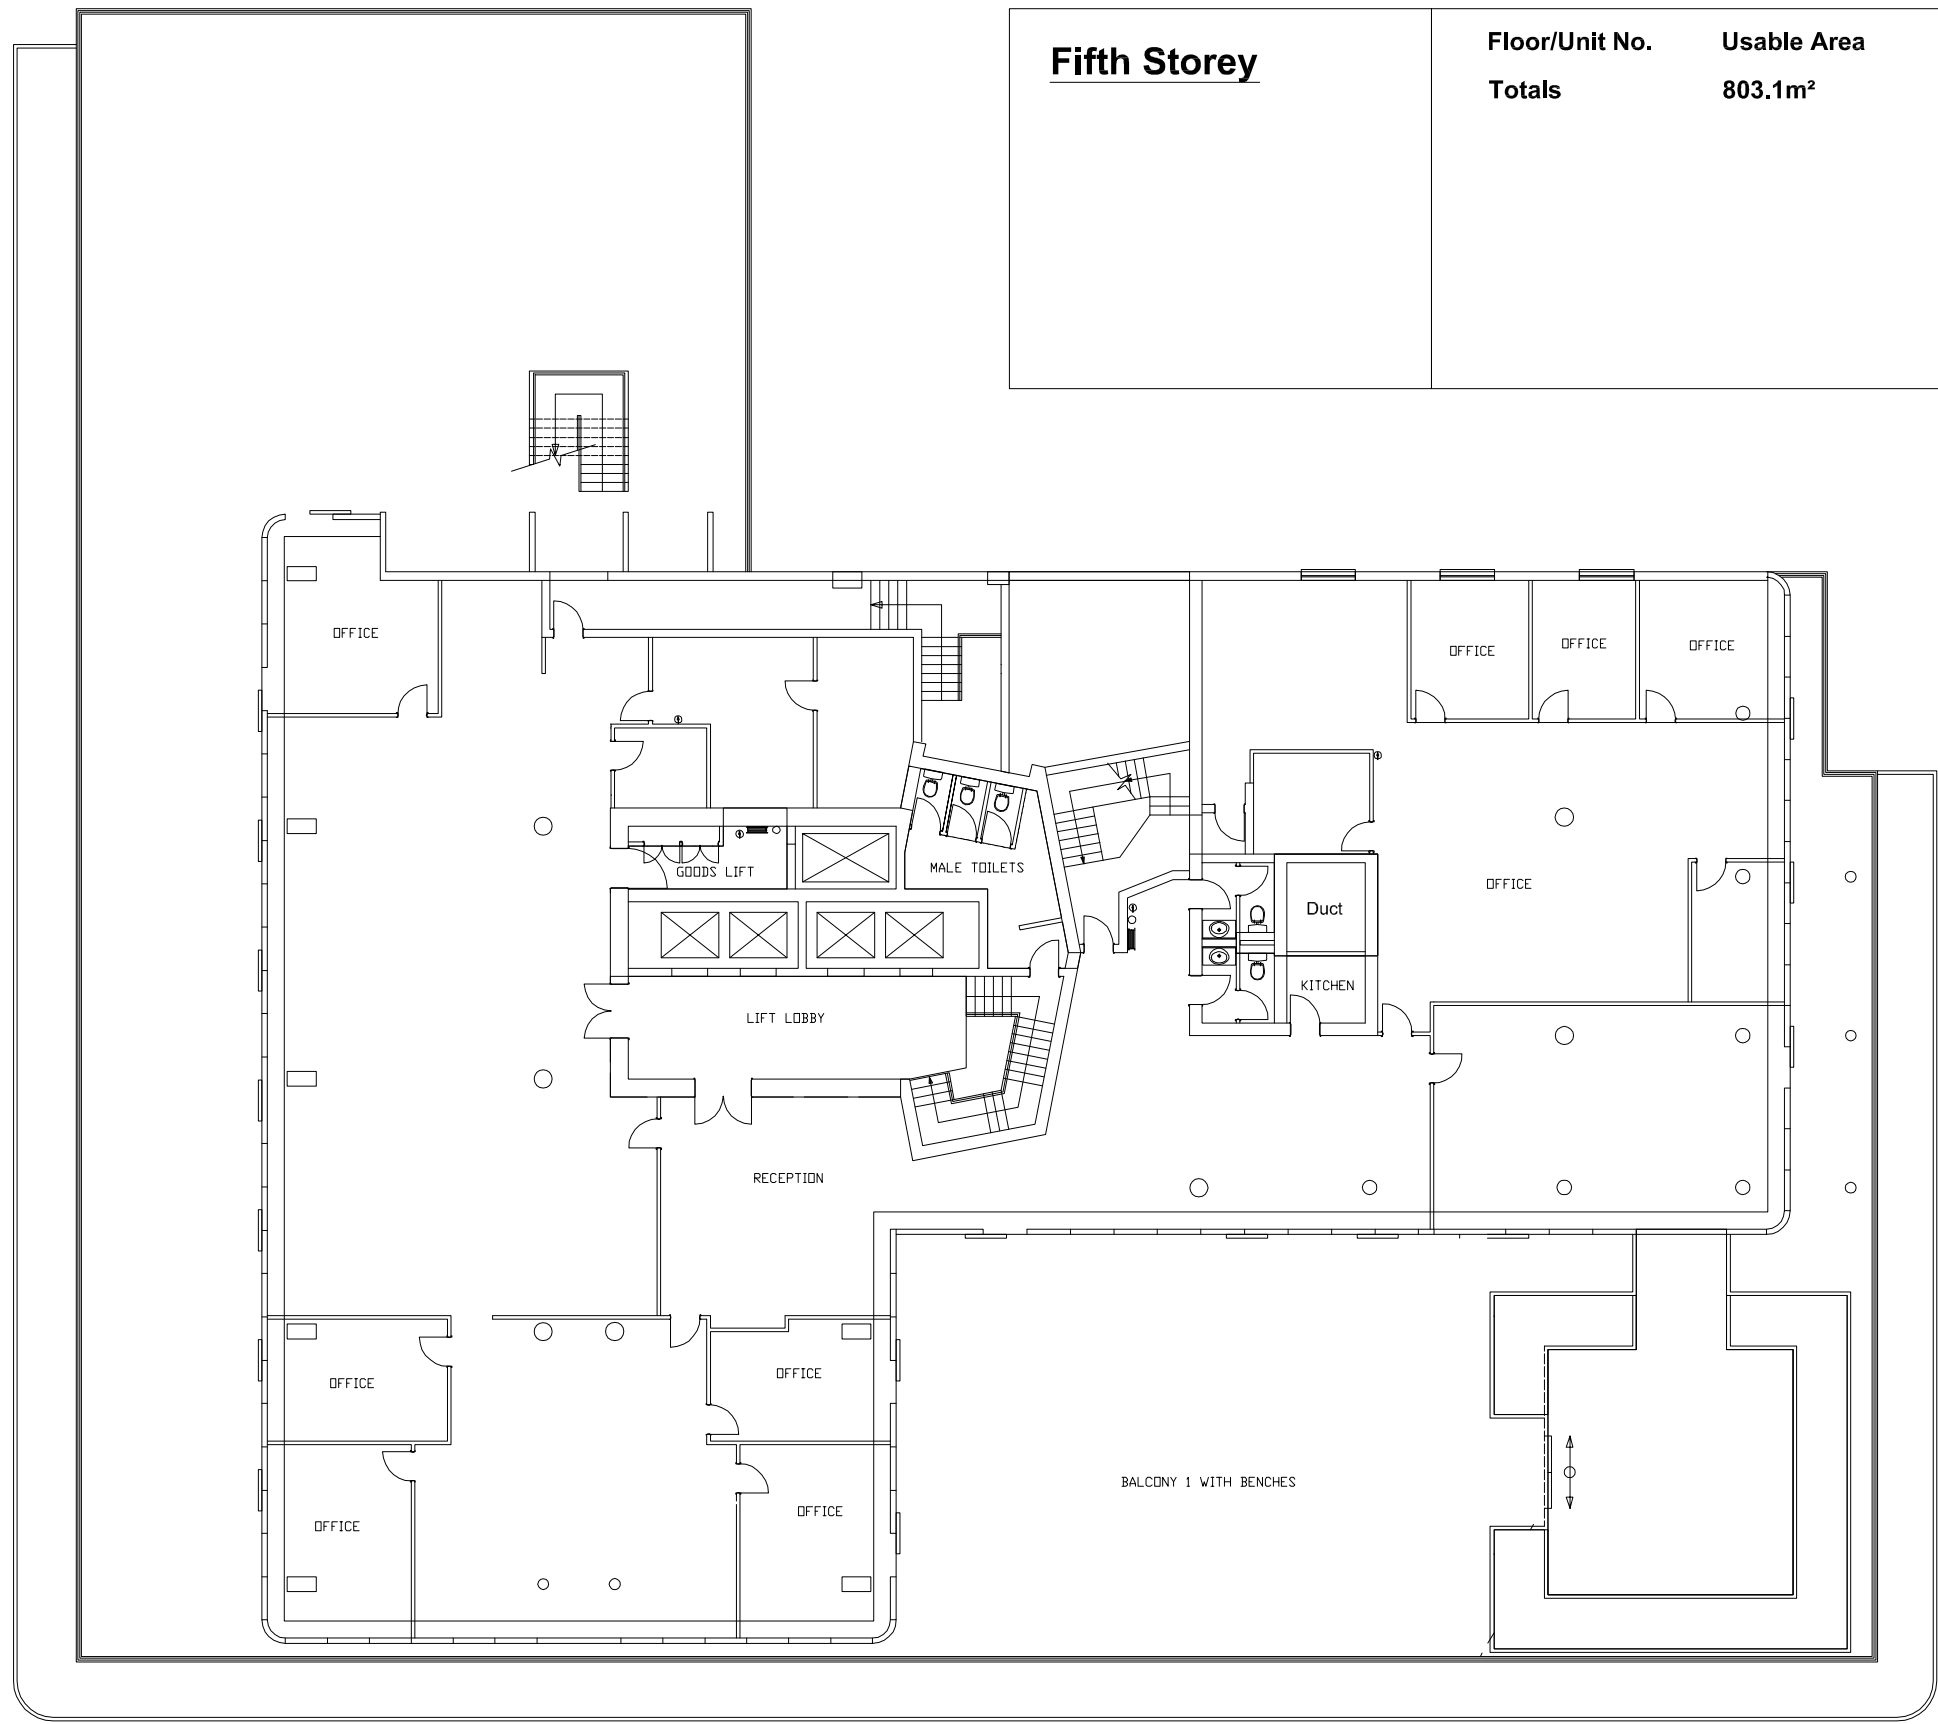 Fifth Storey
Floor/Unit No. Usable Area
Totals 803.1m²
OFFICE
OFFICE
OFFICE
OFFICE
GOODS LIFT
MALE TOILETS
OFFICE
Duct
KITCHEN
LIFT LOBBY
RECEPTION
OFFICE
OFFICE
BALCONY 1 WITH BENCHES
OFFICE
OFFICE